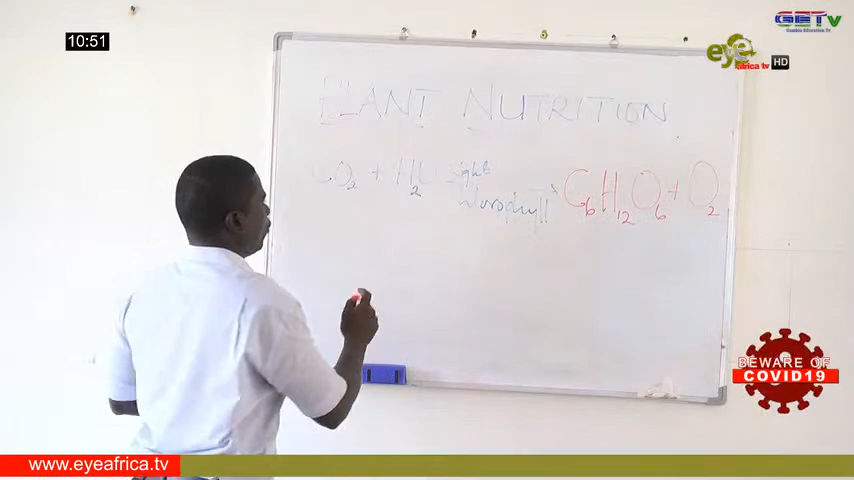 10:51
GETV
Gambia Education Tv
eye
africa tv HD
PLANT NUTRITION
CO2 + H2O light
chlorophyll
C6H12O6 + O2
BEWARE OF
COVID19
www.eyeafrica.tv